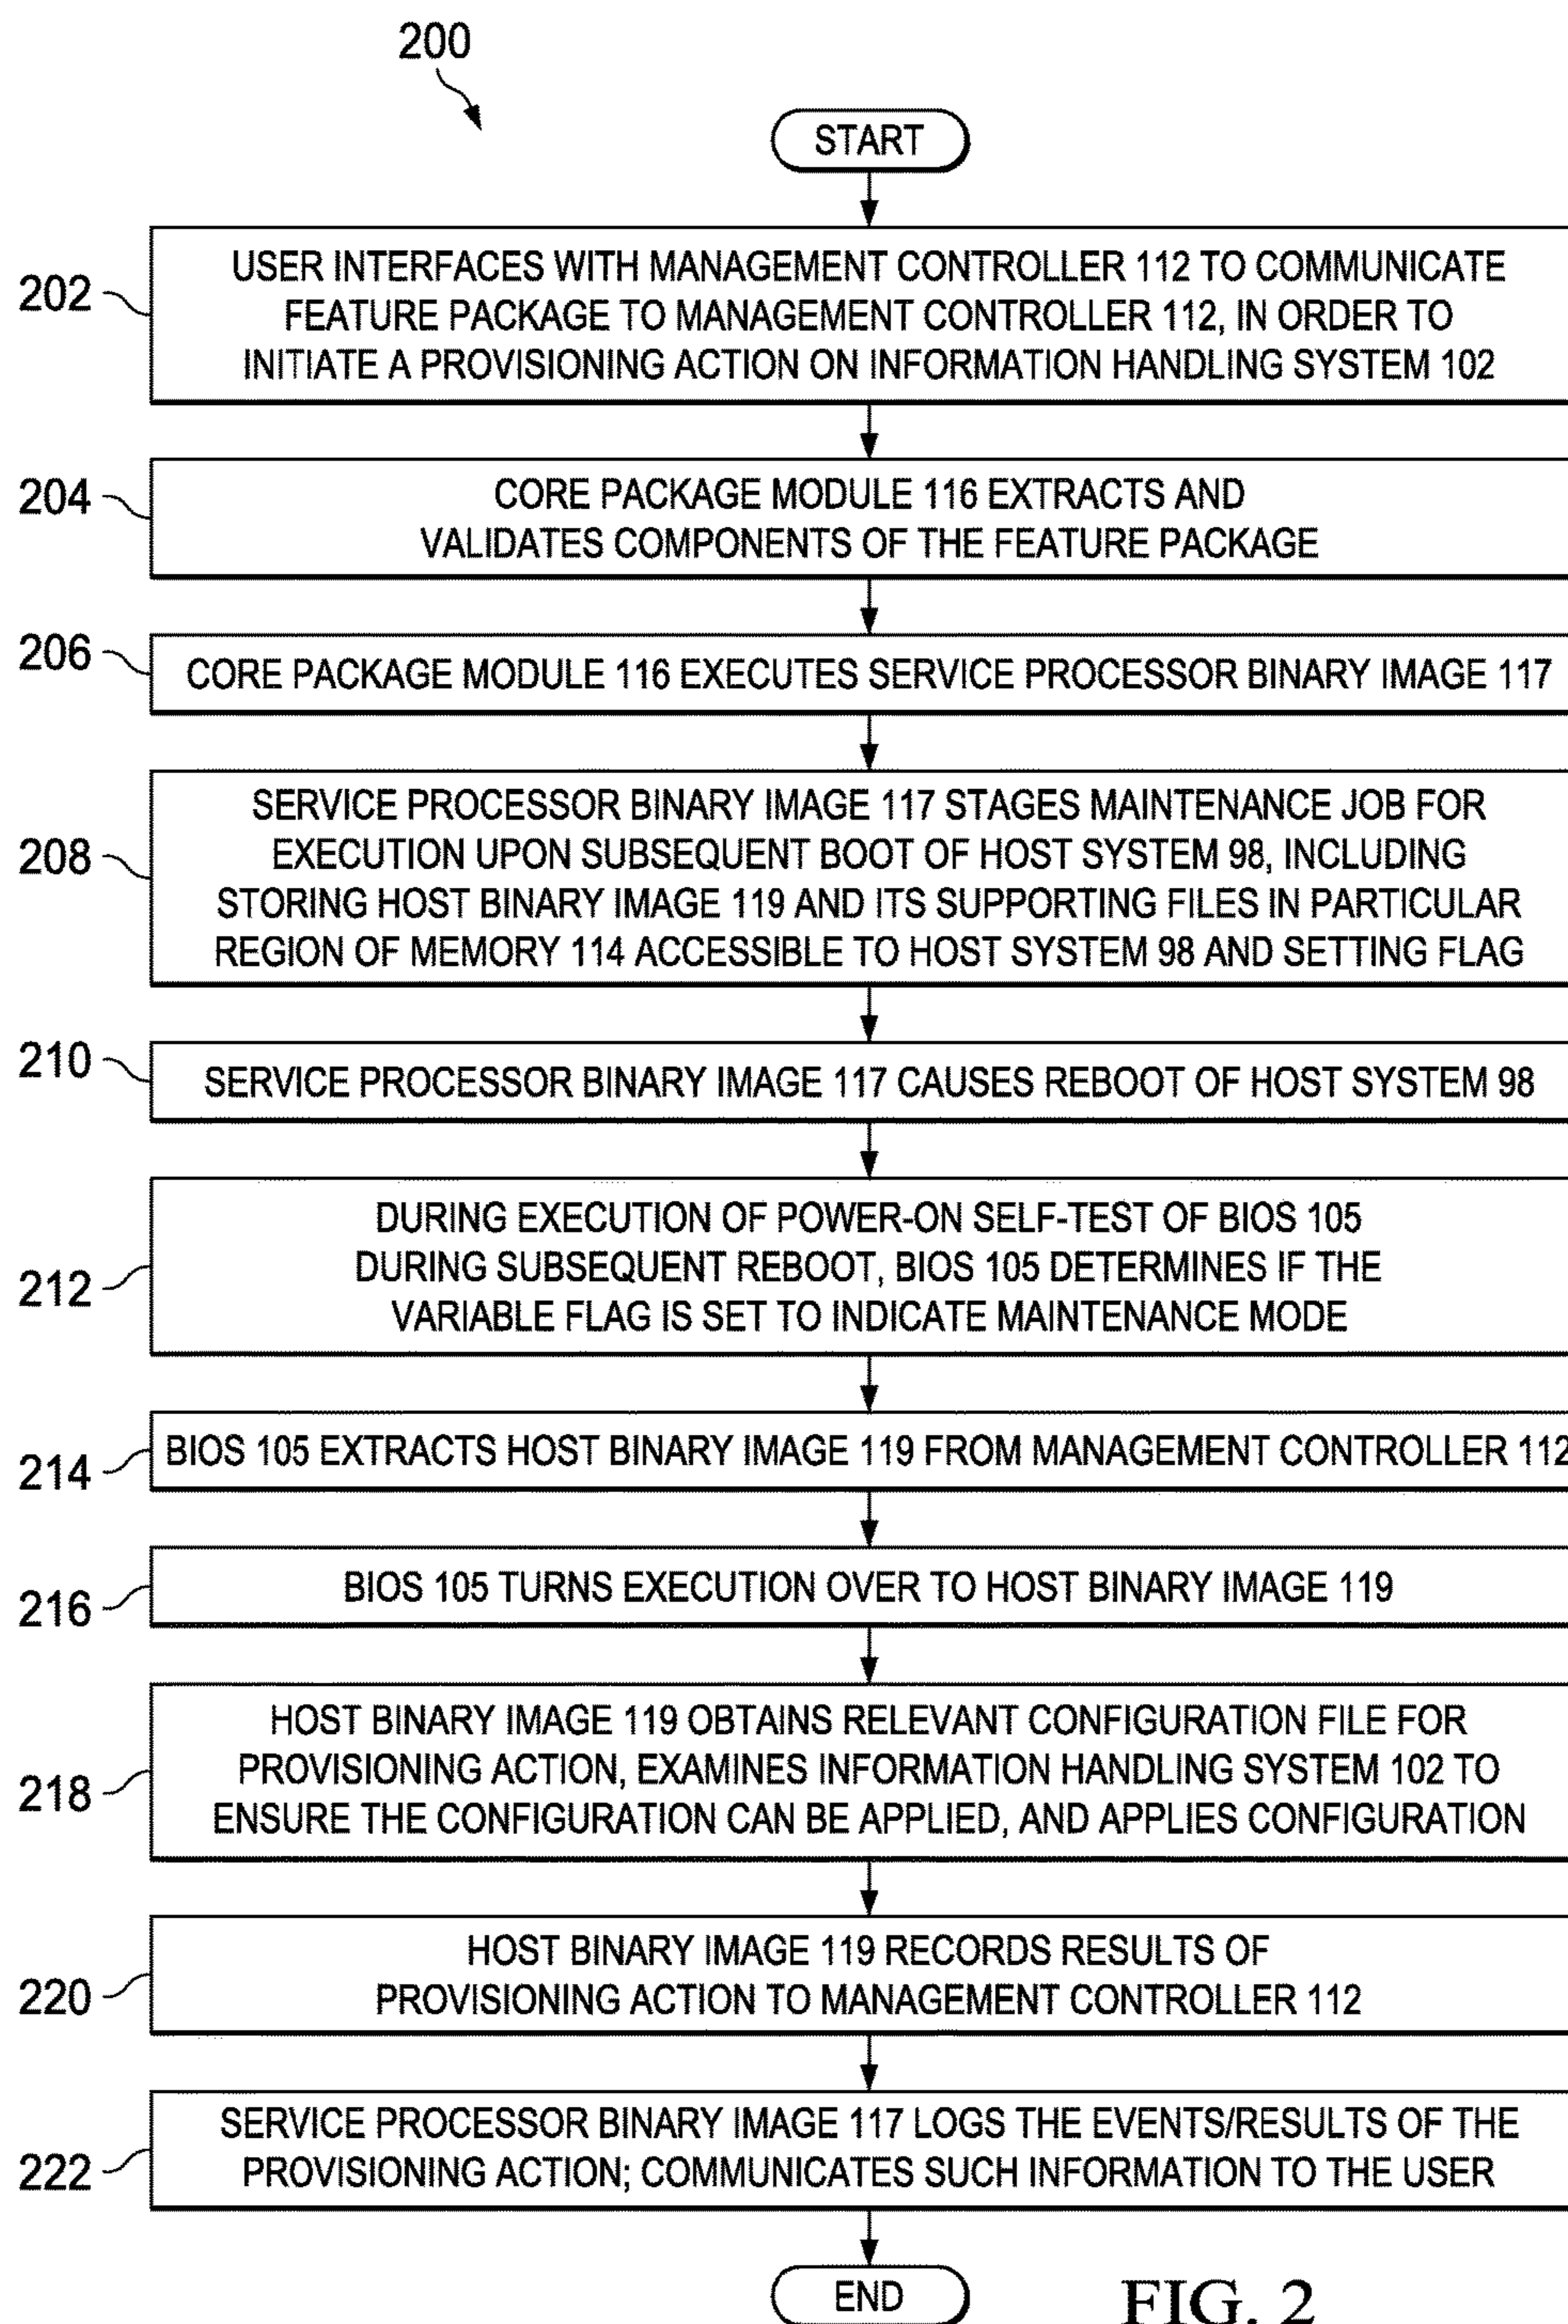 200
START
202
USER INTERFACES WITH MANAGEMENT CONTROLLER 112 TO COMMUNICATE
FEATURE PACKAGE TO MANAGEMENT CONTROLLER 112, IN ORDER TO
INITIATE A PROVISIONING ACTION ON INFORMATION HANDLING SYSTEM 102
204
CORE PACKAGE MODULE 116 EXTRACTS AND
VALIDATES COMPONENTS OF THE FEATURE PACKAGE
206
CORE PACKAGE MODULE 116 EXECUTES SERVICE PROCESSOR BINARY IMAGE 117
208
SERVICE PROCESSOR BINARY IMAGE 117 STAGES MAINTENANCE JOB FOR
EXECUTION UPON SUBSEQUENT BOOT OF HOST SYSTEM 98, INCLUDING
STORING HOST BINARY IMAGE 119 AND ITS SUPPORTING FILES IN PARTICULAR
REGION OF MEMORY 114 ACCESSIBLE TO HOST SYSTEM 98 AND SETTING FLAG
210
SERVICE PROCESSOR BINARY IMAGE 117 CAUSES REBOOT OF HOST SYSTEM 98
212
DURING EXECUTION OF POWER-ON SELF-TEST OF BIOS 105
DURING SUBSEQUENT REBOOT, BIOS 105 DETERMINES IF THE
VARIABLE FLAG IS SET TO INDICATE MAINTENANCE MODE
214
BIOS 105 EXTRACTS HOST BINARY IMAGE 119 FROM MANAGEMENT CONTROLLER 112
216
BIOS 105 TURNS EXECUTION OVER TO HOST BINARY IMAGE 119
218
HOST BINARY IMAGE 119 OBTAINS RELEVANT CONFIGURATION FILE FOR
PROVISIONING ACTION, EXAMINES INFORMATION HANDLING SYSTEM 102 TO
ENSURE THE CONFIGURATION CAN BE APPLIED, AND APPLIES CONFIGURATION
220
HOST BINARY IMAGE 119 RECORDS RESULTS OF
PROVISIONING ACTION TO MANAGEMENT CONTROLLER 112
222
SERVICE PROCESSOR BINARY IMAGE 117 LOGS THE EVENTS/RESULTS OF THE
PROVISIONING ACTION; COMMUNICATES SUCH INFORMATION TO THE USER
END
FIG. 2